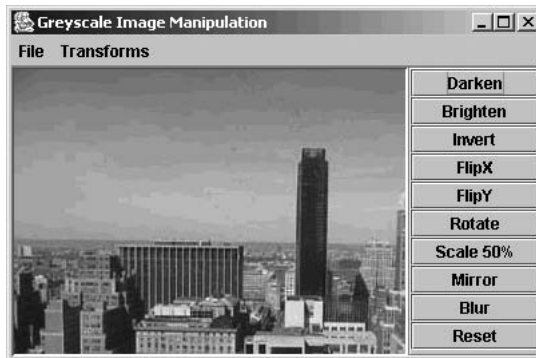 Greyscale Image Manipulation
File Transforms
Darken
Brighten
Invert
FlipX
FlipY
Rotate
Scale 50%
Mirror
Blur
Reset